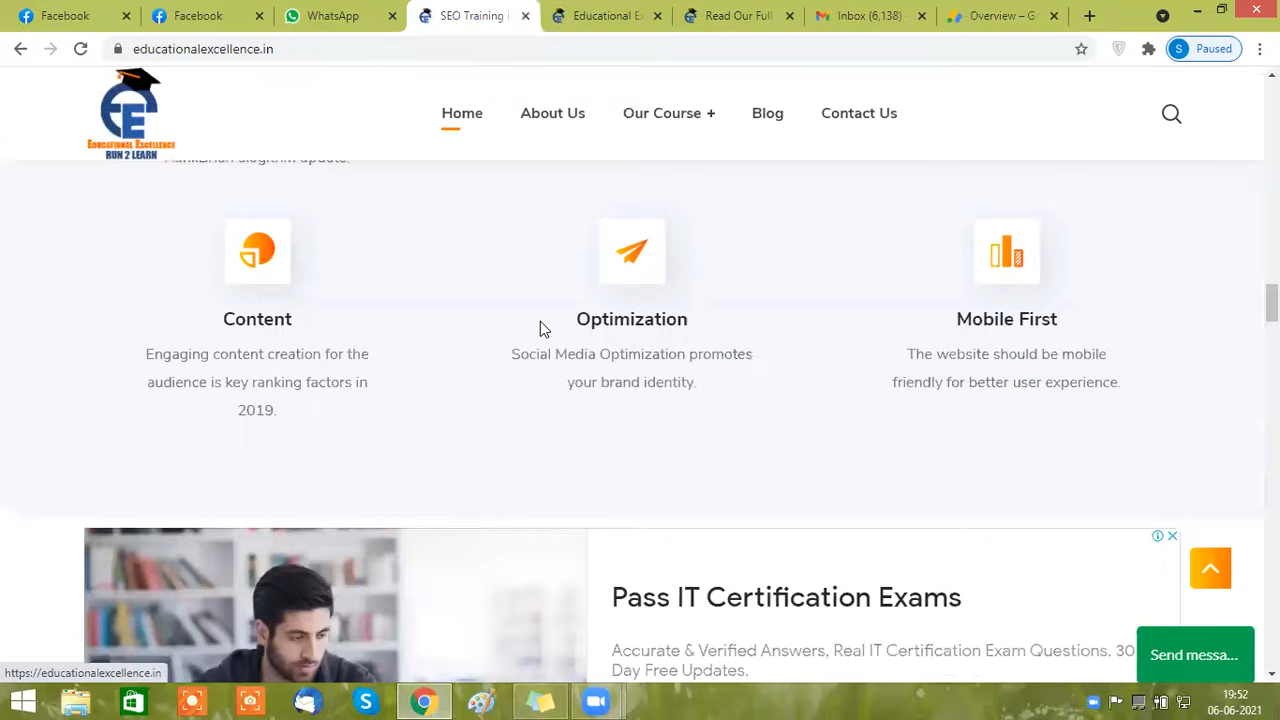 Facebook
Facebook
WhatsApp
SEO Training i
Educational Ex
Read Our Full
Inbox (6,138) -
Overview – G
educationalexcellence.in
S
Paused
EDUCATIONAL EXCELLENCE
RUN 2 LEARN
Home
About Us
Our Course +
Blog
Contact Us
update.
Content
Optimization
Mobile First
Engaging content creation for the
audience is key ranking factors in
2019.
Social Media Optimization promotes
your brand identity.
The website should be mobile
friendly for better user experience.
Pass IT Certification Exams
Accurate & Verified Answers, Real IT Certification Exam Questions, 30
Day Free Updates.
Send messa...
https://educationalexcellence.in
19:52
06-06-2021